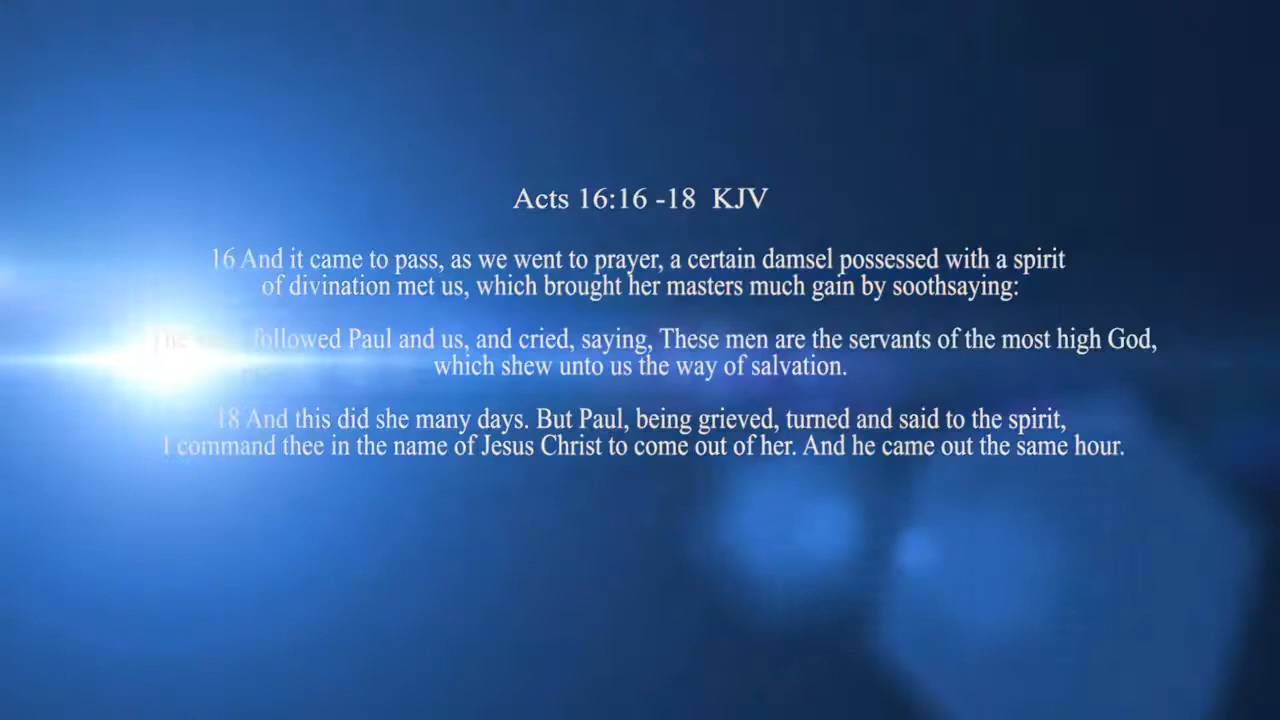 Acts 16:16 -18 KJV
16 And it came to pass, as we went to prayer, a certain damsel possessed with a spirit
of divination met us, which brought her masters much gain by soothsaying:
The same followed Paul and us, and cried, saying, These men are the servants of the most high God,
which shew unto us the way of salvation.
18 And this did she many days. But Paul, being grieved, turned and said to the spirit,
I command thee in the name of Jesus Christ to come out of her. And he came out the same hour.